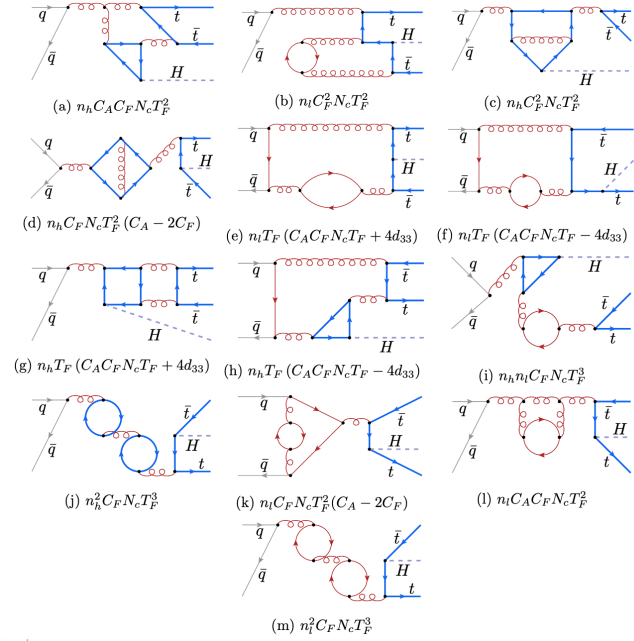 q t
q̄ t̄
H
(a) n_h C_A C_F N_c T_F^2
q t
H
q̄ t̄
(b) n_l C_F^2 N_c T_F^2
q t
t̄
q̄ H
(c) n_h C_F^2 N_c T_F^2
q t
H
q̄ t̄
(d) n_h C_F N_c T_F^2 (C_A − 2C_F)
q t
H
q̄ t̄
(e) n_l T_F (C_A C_F N_c T_F + 4d_33)
q t̄
H
q̄ t
(f) n_l T_F (C_A C_F N_c T_F − 4d_33)
q t
q̄ t̄
H
(g) n_h T_F (C_A C_F N_c T_F + 4d_33)
q t̄
t
q̄ H
(h) n_h T_F (C_A C_F N_c T_F − 4d_33)
q H
t̄
q̄ t
(i) n_h n_l C_F N_c T_F^3
q t̄
H
q̄ t
(j) n_h^2 C_F N_c T_F^3
q t̄
H
q̄ t
(k) n_l C_F N_c T_F^2 (C_A − 2C_F)
q t̄
H
q̄ t
(l) n_l C_A C_F N_c T_F^2
q t̄
H
q̄ t
(m) n_l^2 C_F N_c T_F^3